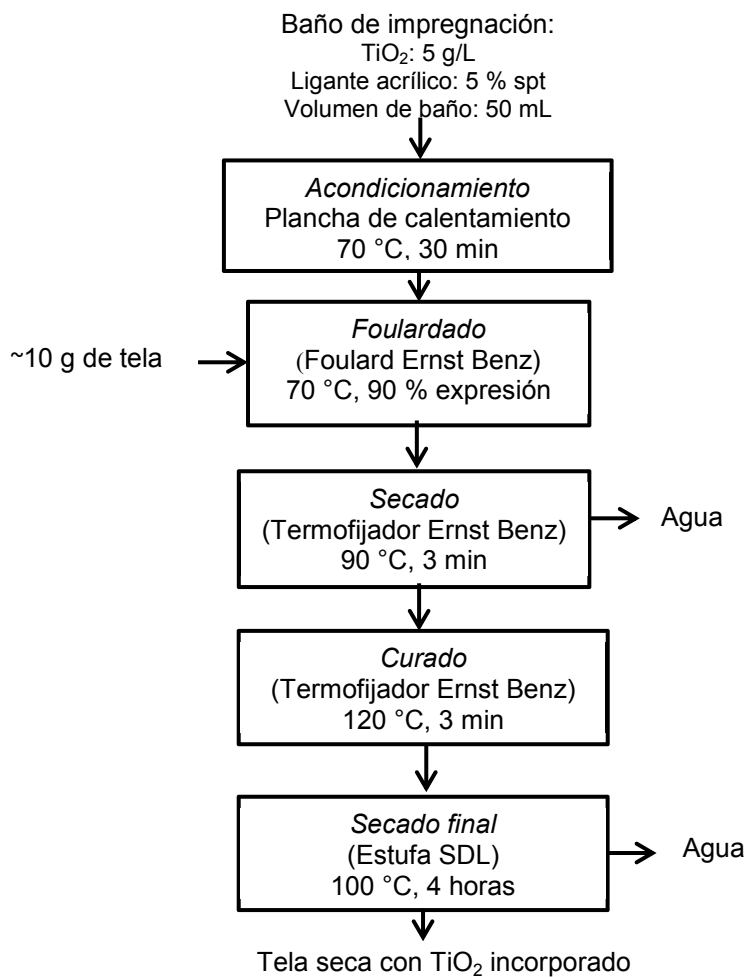 Baño de impregnación:
TiO₂: 5 g/L
Ligante acrílico: 5 % spt
Volumen de baño: 50 mL
Acondicionamiento
Plancha de calentamiento
70 °C, 30 min
Foulardado
~10 g de tela
(Foulard Ernst Benz)
70 °C, 90 % expresión
Secado
(Termofijador Ernst Benz)
90 °C, 3 min
Agua
Curado
(Termofijador Ernst Benz)
120 °C, 3 min
Secado final
(Estufa SDL)
100 °C, 4 horas
Agua
Tela seca con TiO₂ incorporado